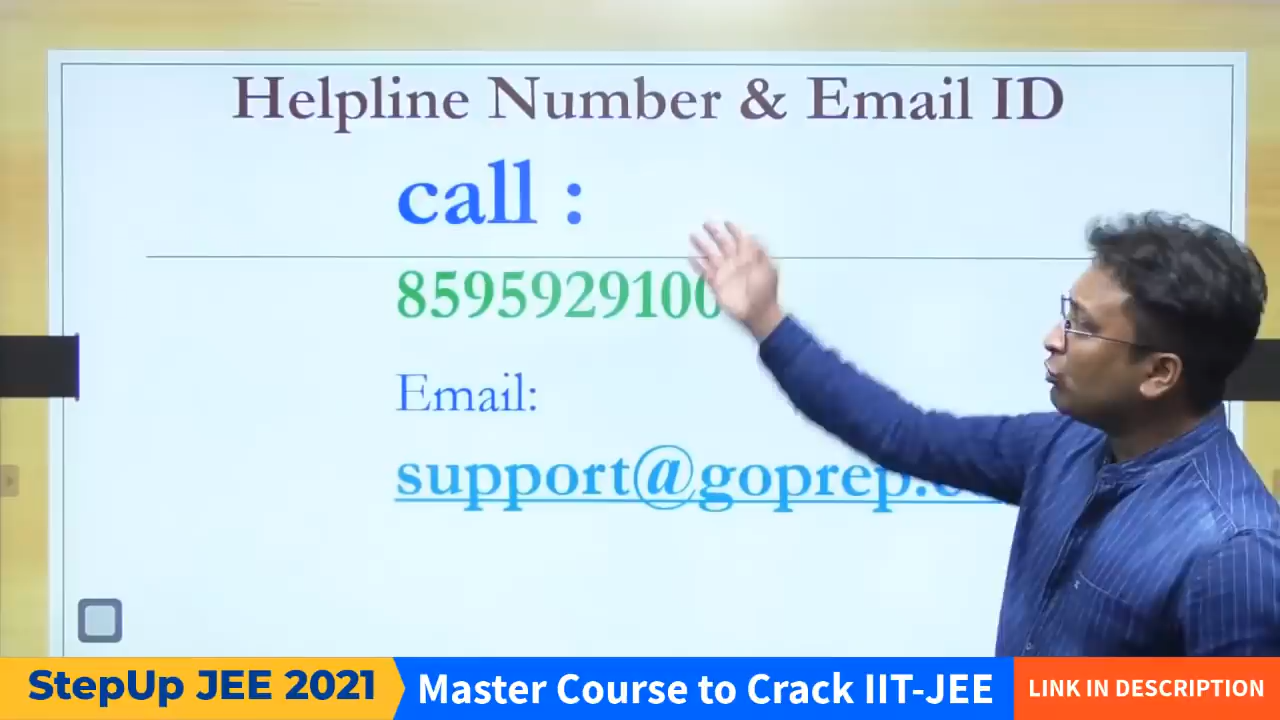 Helpline Number & Email ID
call :
8595929100
Email:
support@goprep.
StepUp JEE 2021
Master Course to Crack IIT-JEE
LINK IN DESCRIPTION